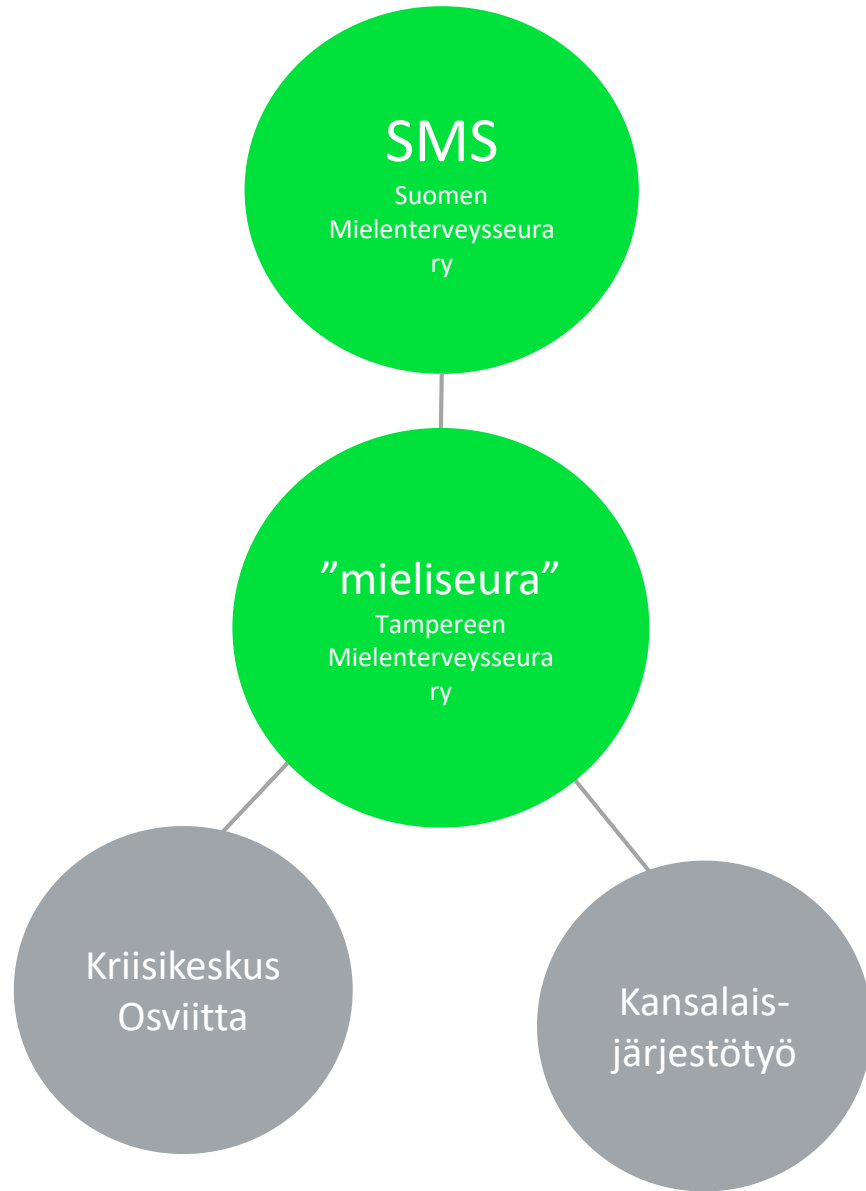 SMS
Suomen
Mielenterveysseura
ry
”mieliseura”
Tampereen
Mielenterveysseura
ry
Kriisikeskus
Osviitta
Kansalais-
järjestötyö